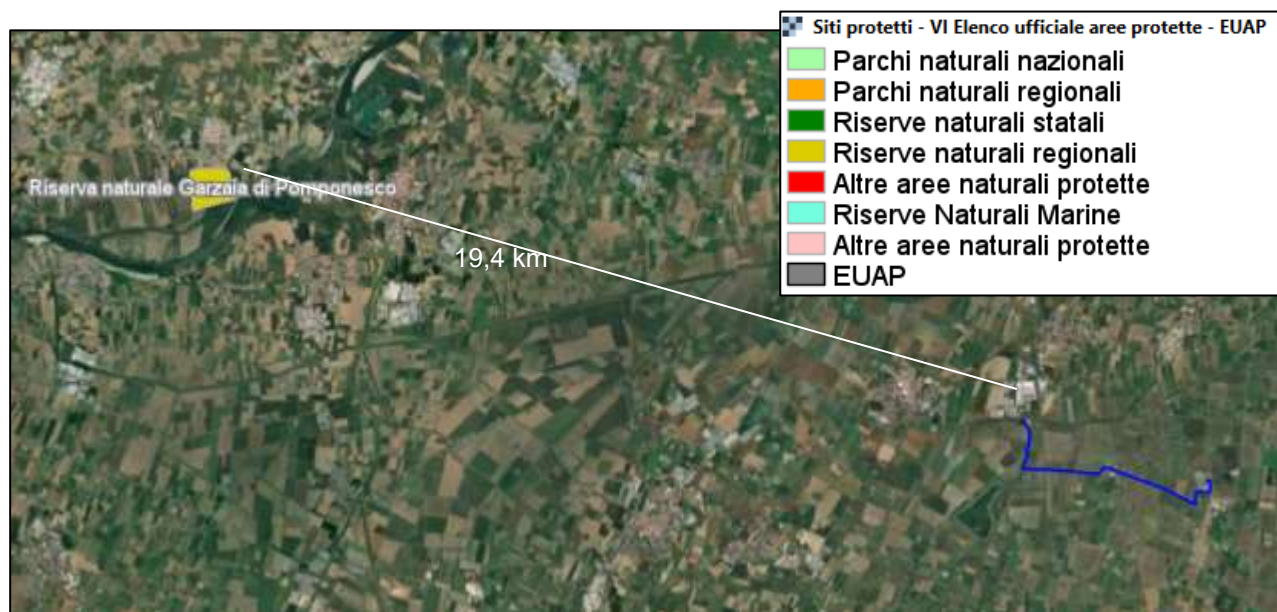 Siti protetti - VI Elenco ufficiale aree protette - EUAP
Parchi naturali nazionali
Parchi naturali regionali
Riserve naturali statali
Riserve naturali regionali
Altre aree naturali protette
Riserve Naturali Marine
Altre aree naturali protette
EUAP
Riserva naturale Garzaia di Pomponesco
19,4 km